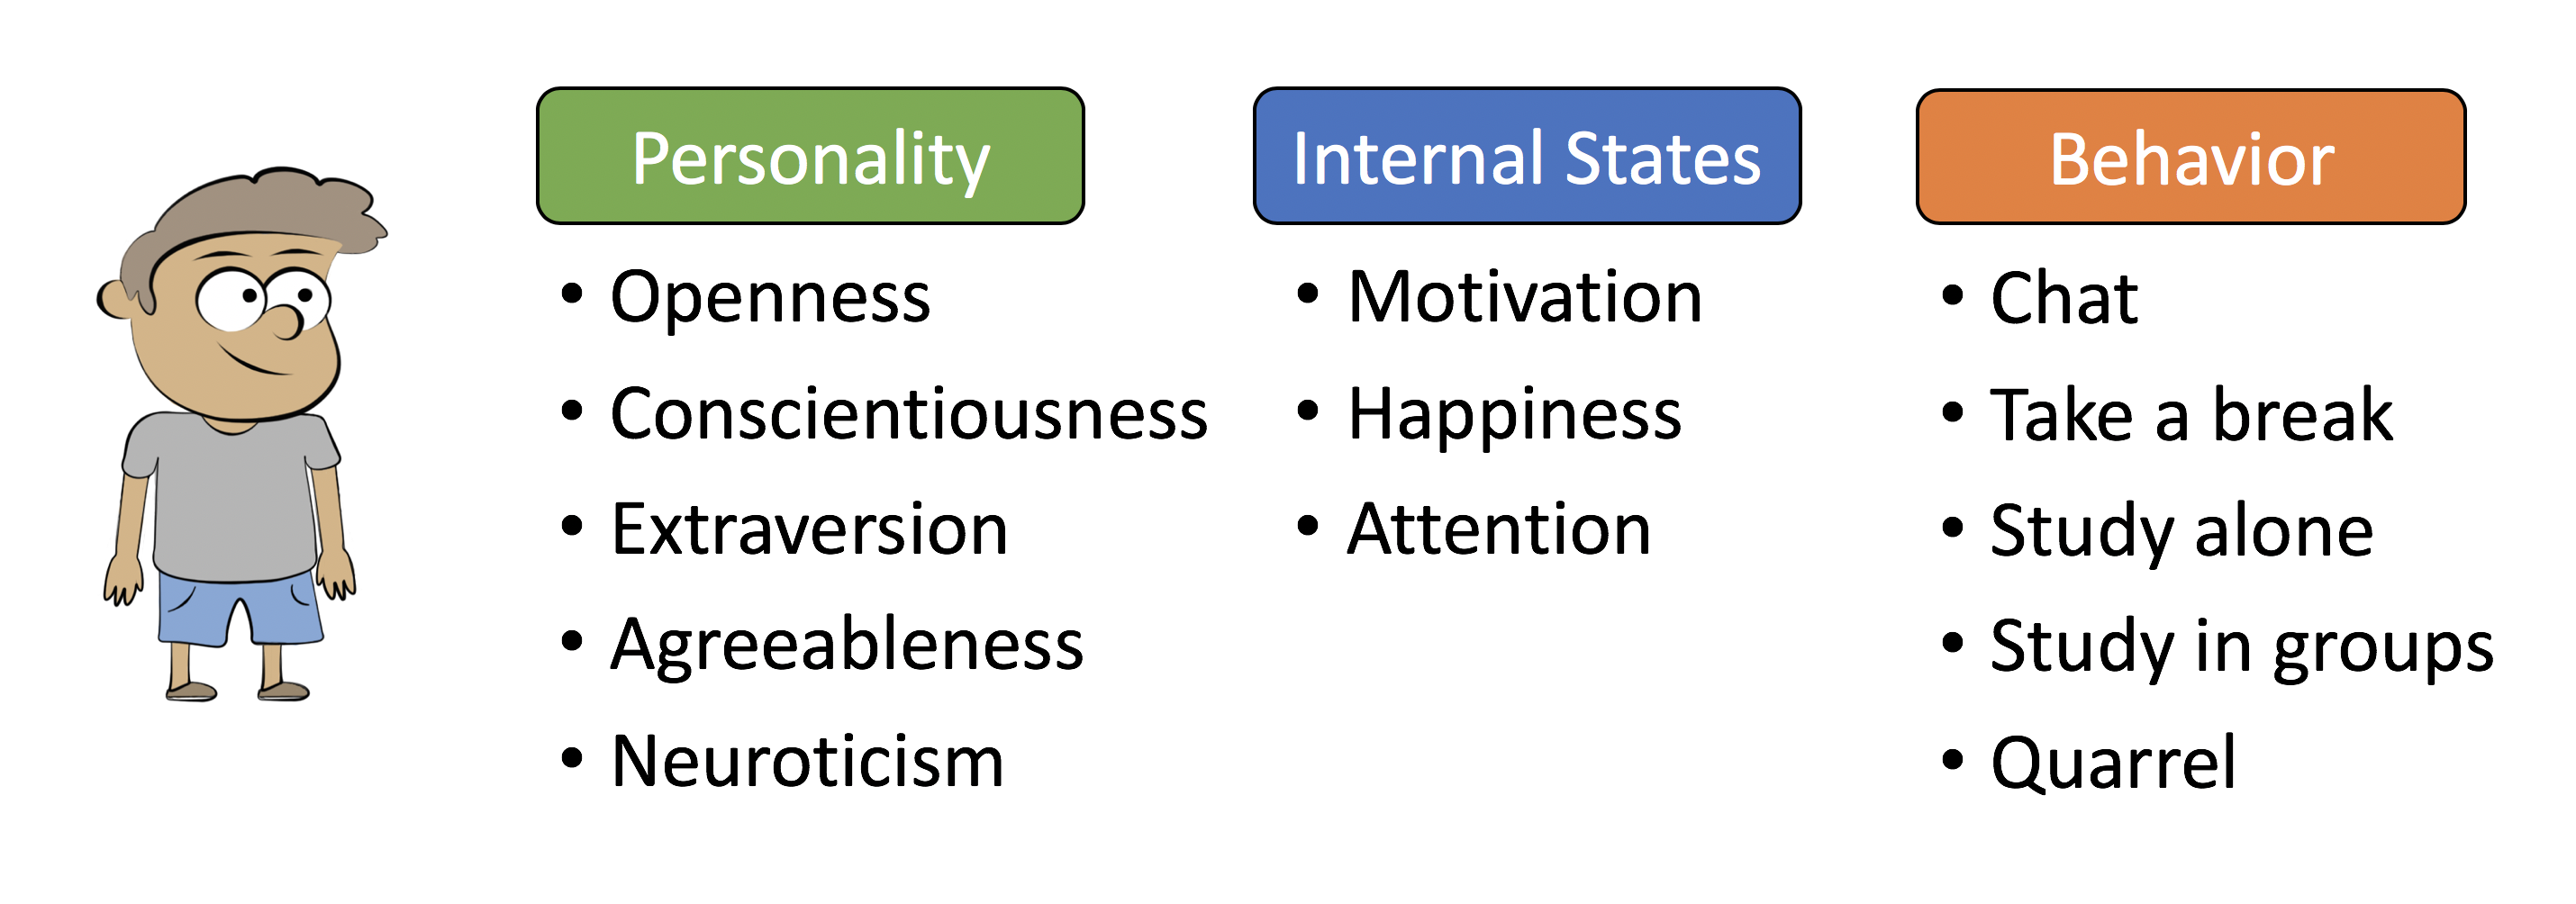 Personality
• Openness
• Conscientiousness
• Extraversion
• Agreeableness
• Neuroticism
Internal States
• Motivation
• Happiness
• Attention
Behavior
• Chat
• Take a break
• Study alone
• Study in groups
• Quarrel